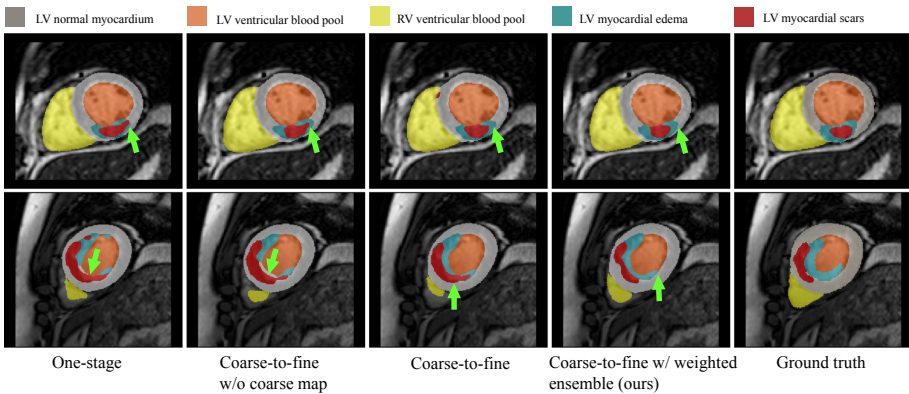 LV normal myocardium LV ventricular blood pool RV ventricular blood pool LV myocardial edema LV myocardial scars
One-stage Coarse-to-fine Coarse-to-fine Coarse-to-fine w/ weighted Ground truth
w/o coarse map ensemble (ours)